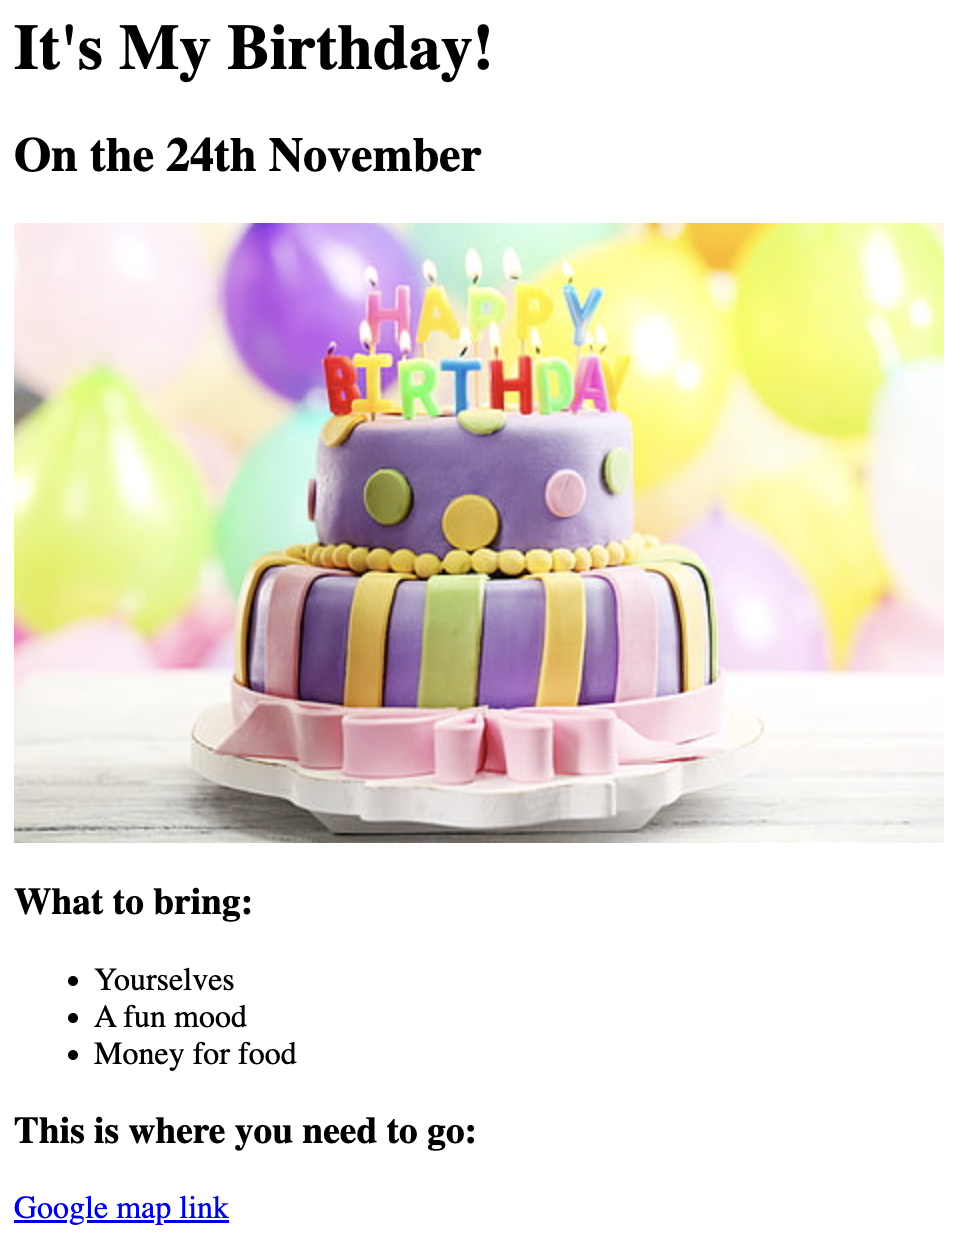 It's My Birthday!
On the 24th November
HAPPY
BIRTHDAY
What to bring:
Yourselves
A fun mood
Money for food
This is where you need to go:
Google map link